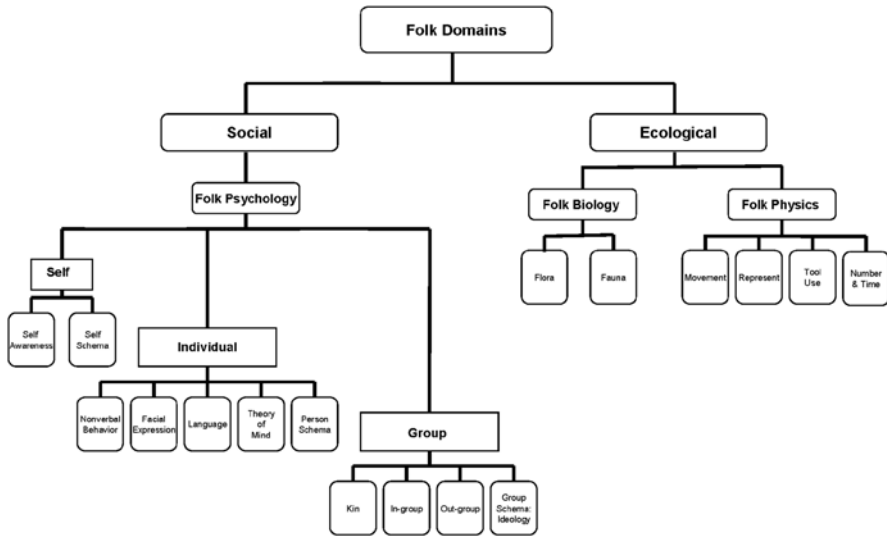 Folk Domains
Social
Ecological
Folk Psychology
Folk Biology
Folk Physics
Self
Flora
Fauna
Movement
Represent
Tool
Use
Number
& Time
Self
Awareness
Self
Schema
Individual
Nonverbal
Behavior
Facial
Expression
Language
Theory
of
Mind
Person
Schema
Group
Kin
In-group
Out-group
Group
Schema:
Ideology